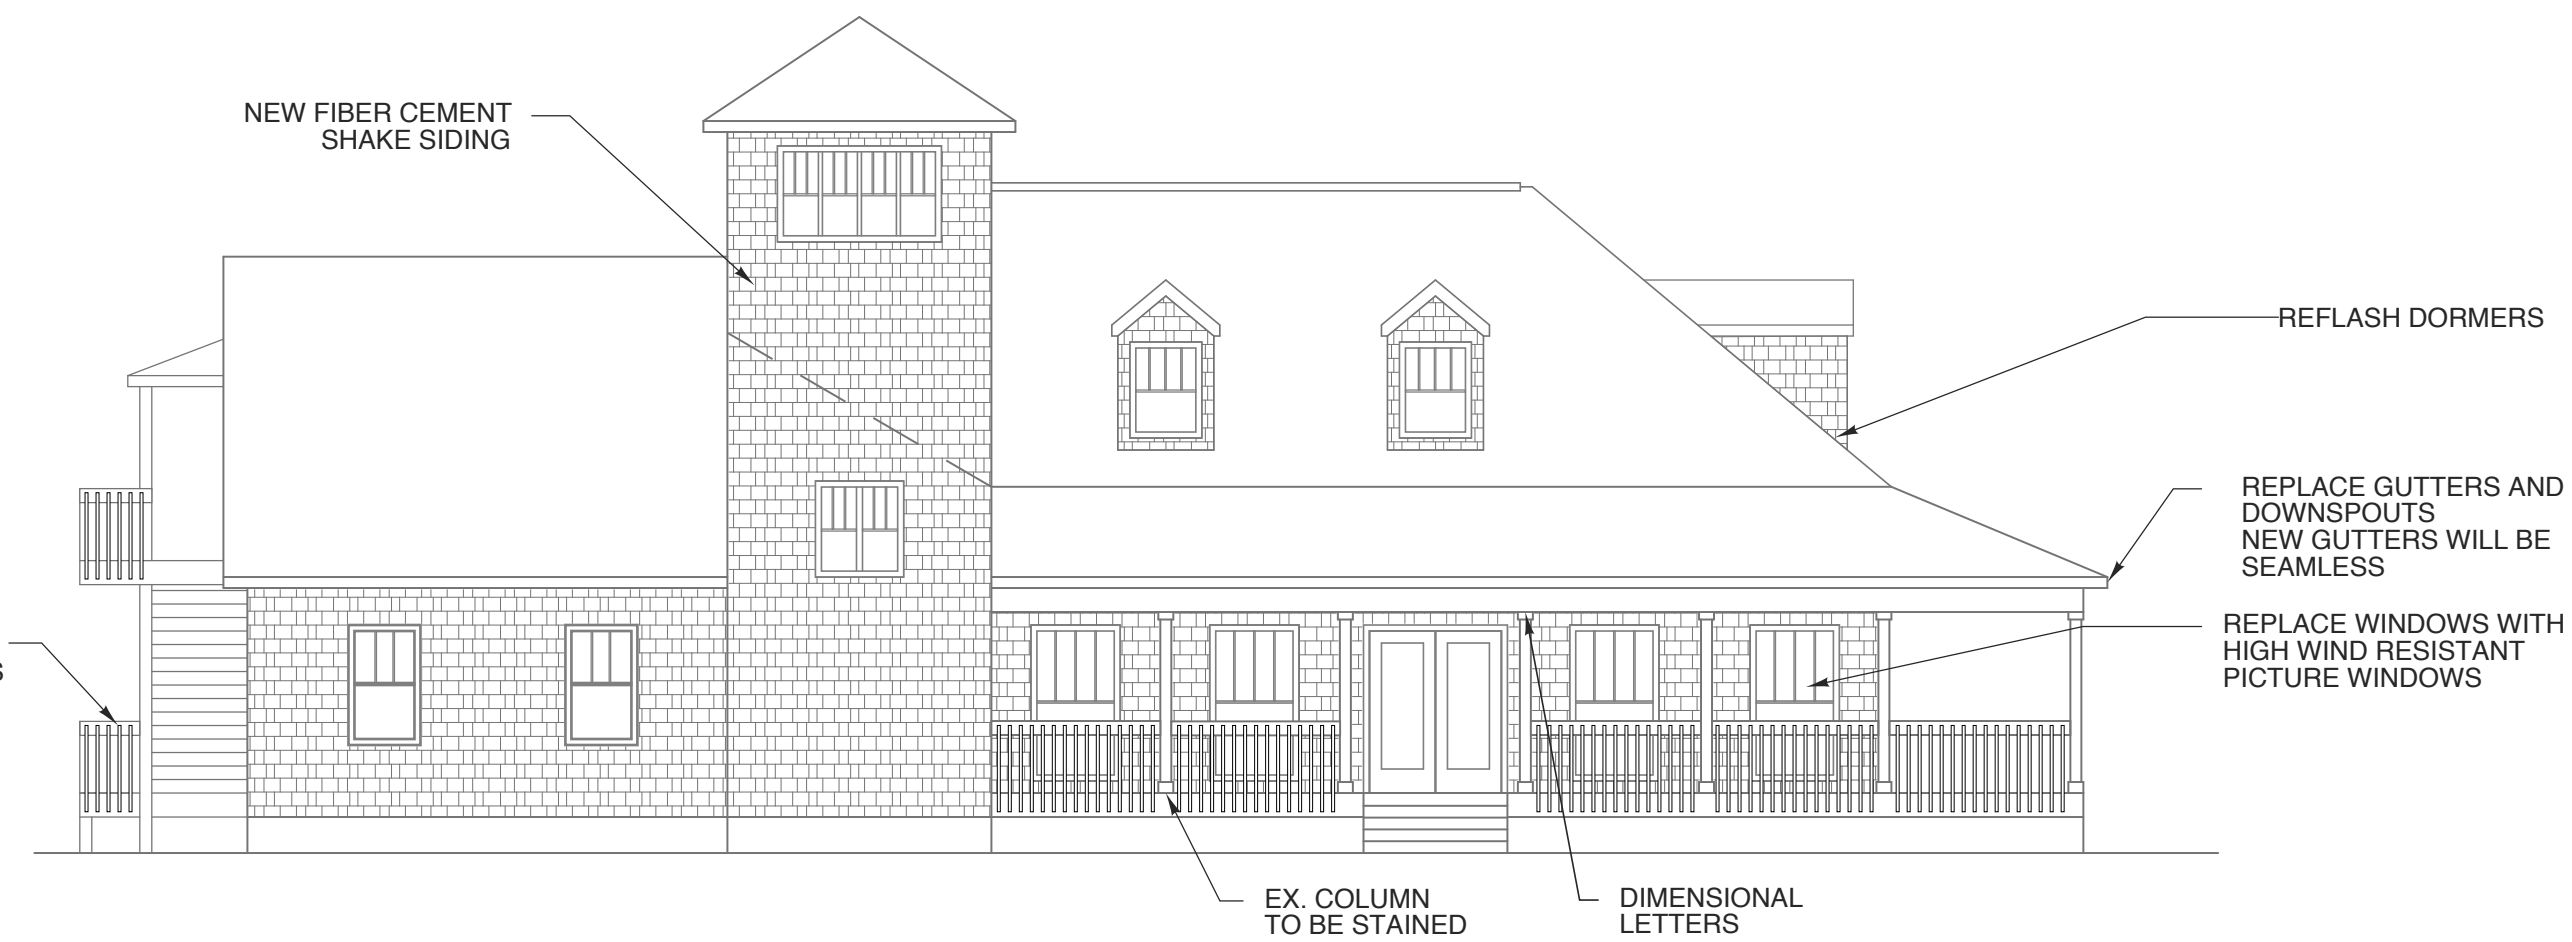 NEW FIBER CEMENT
SHAKE SIDING
REFLASH DORMERS
REPLACE GUTTERS AND
DOWNSPOUTS
NEW GUTTERS WILL BE
SEAMLESS
REPLACE WINDOWS WITH
HIGH WIND RESISTANT
PICTURE WINDOWS
EX. COLUMN
TO BE STAINED
DIMENSIONAL
LETTERS